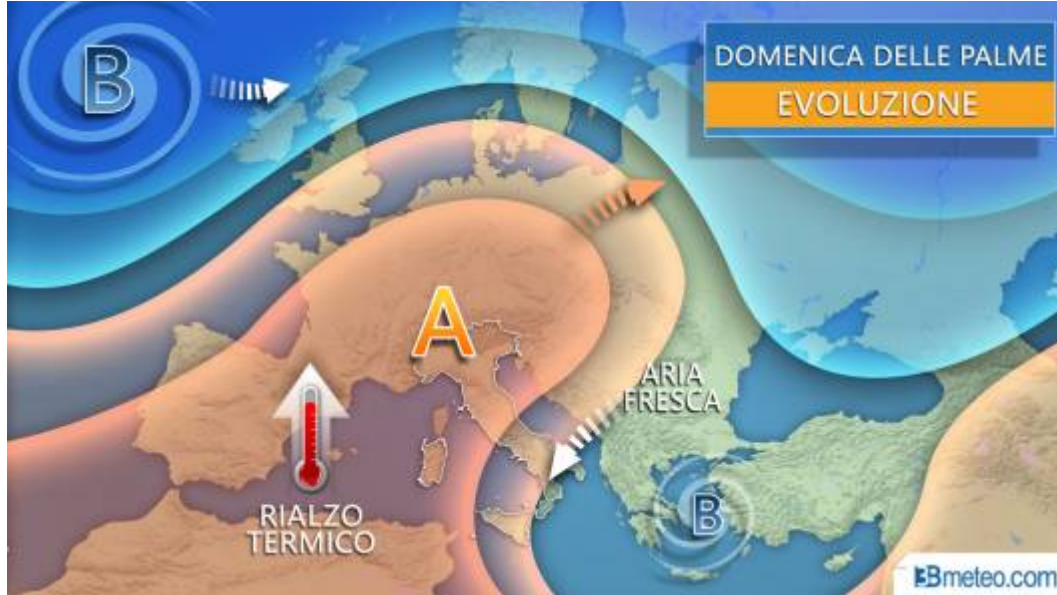 B
DOMENICA DELLE PALME
EVOLUZIONE
A
ARIA
FRESCA
RIALZO
TERMICO
B
3Bmeteo.com